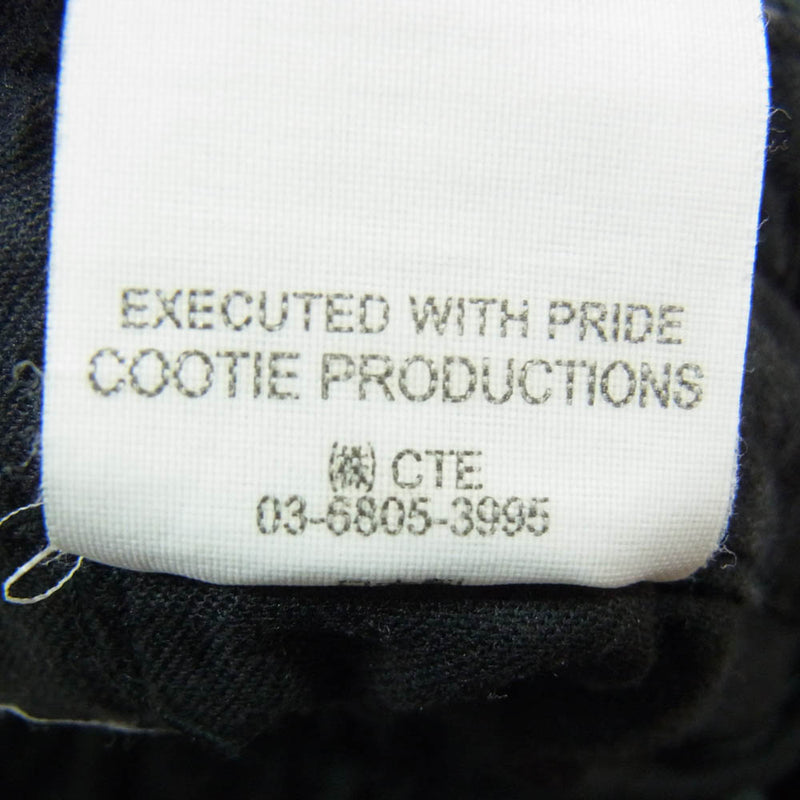 EXECUTED WITH PRIDE
COOTIE PRODUCTIONS
㈱ CTE
03-6805-3995